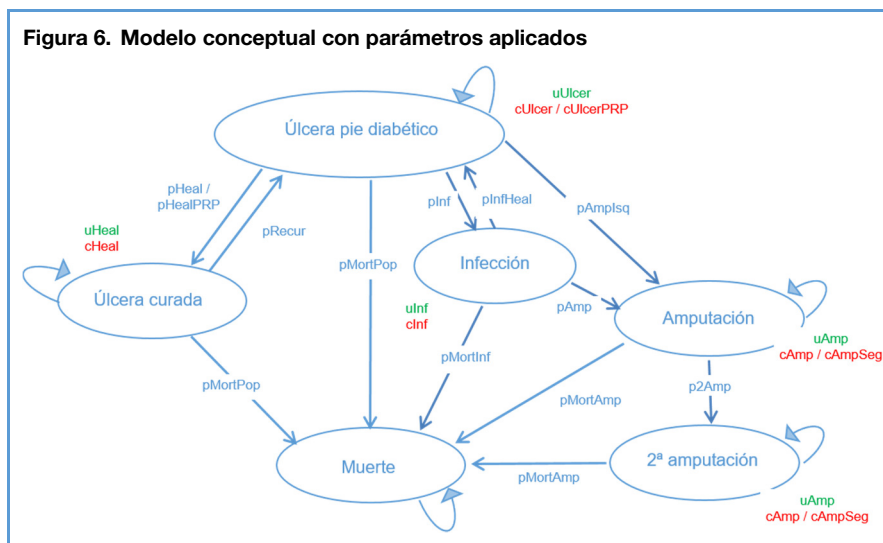 Figura 6. Modelo conceptual con parámetros aplicados
uUlcer
cUlcer / cUlcerPRP
Úlcera pie diabético
pHeal /
pHealPRP
pInf
pInfHeal
pAmpIsq
uHeal
cHeal
pRecur
pMortPop
Infección
Úlcera curada
uInf
cInf
pAmp
Amputación
uAmp
cAmp / cAmpSeg
pMortPop
pMortInf
pMortAmp
p2Amp
Muerte
pMortAmp
2ª amputación
uAmp
cAmp / cAmpSeg